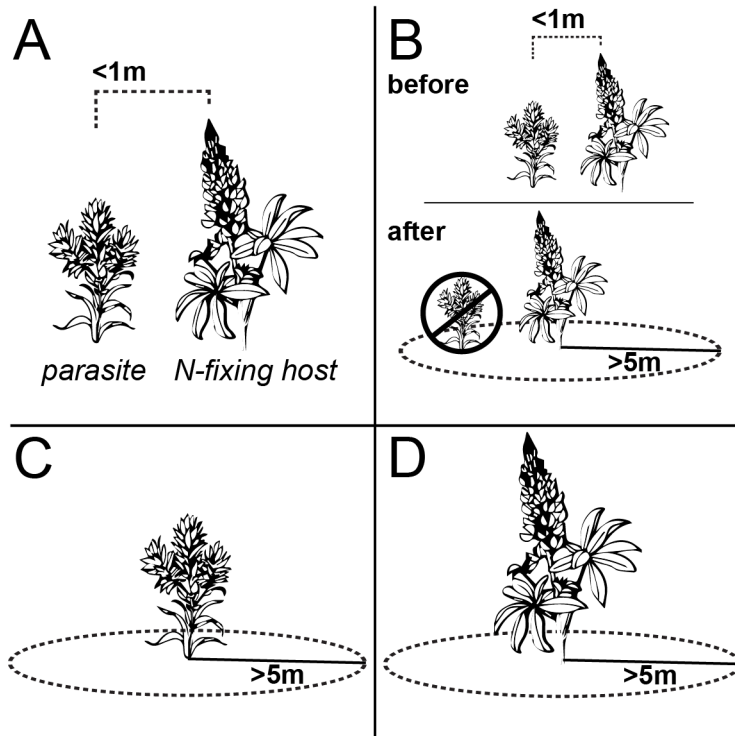 A
<1m
parasite
N-fixing host
B
<1m
before
after
>5m
C
>5m
D
>5m